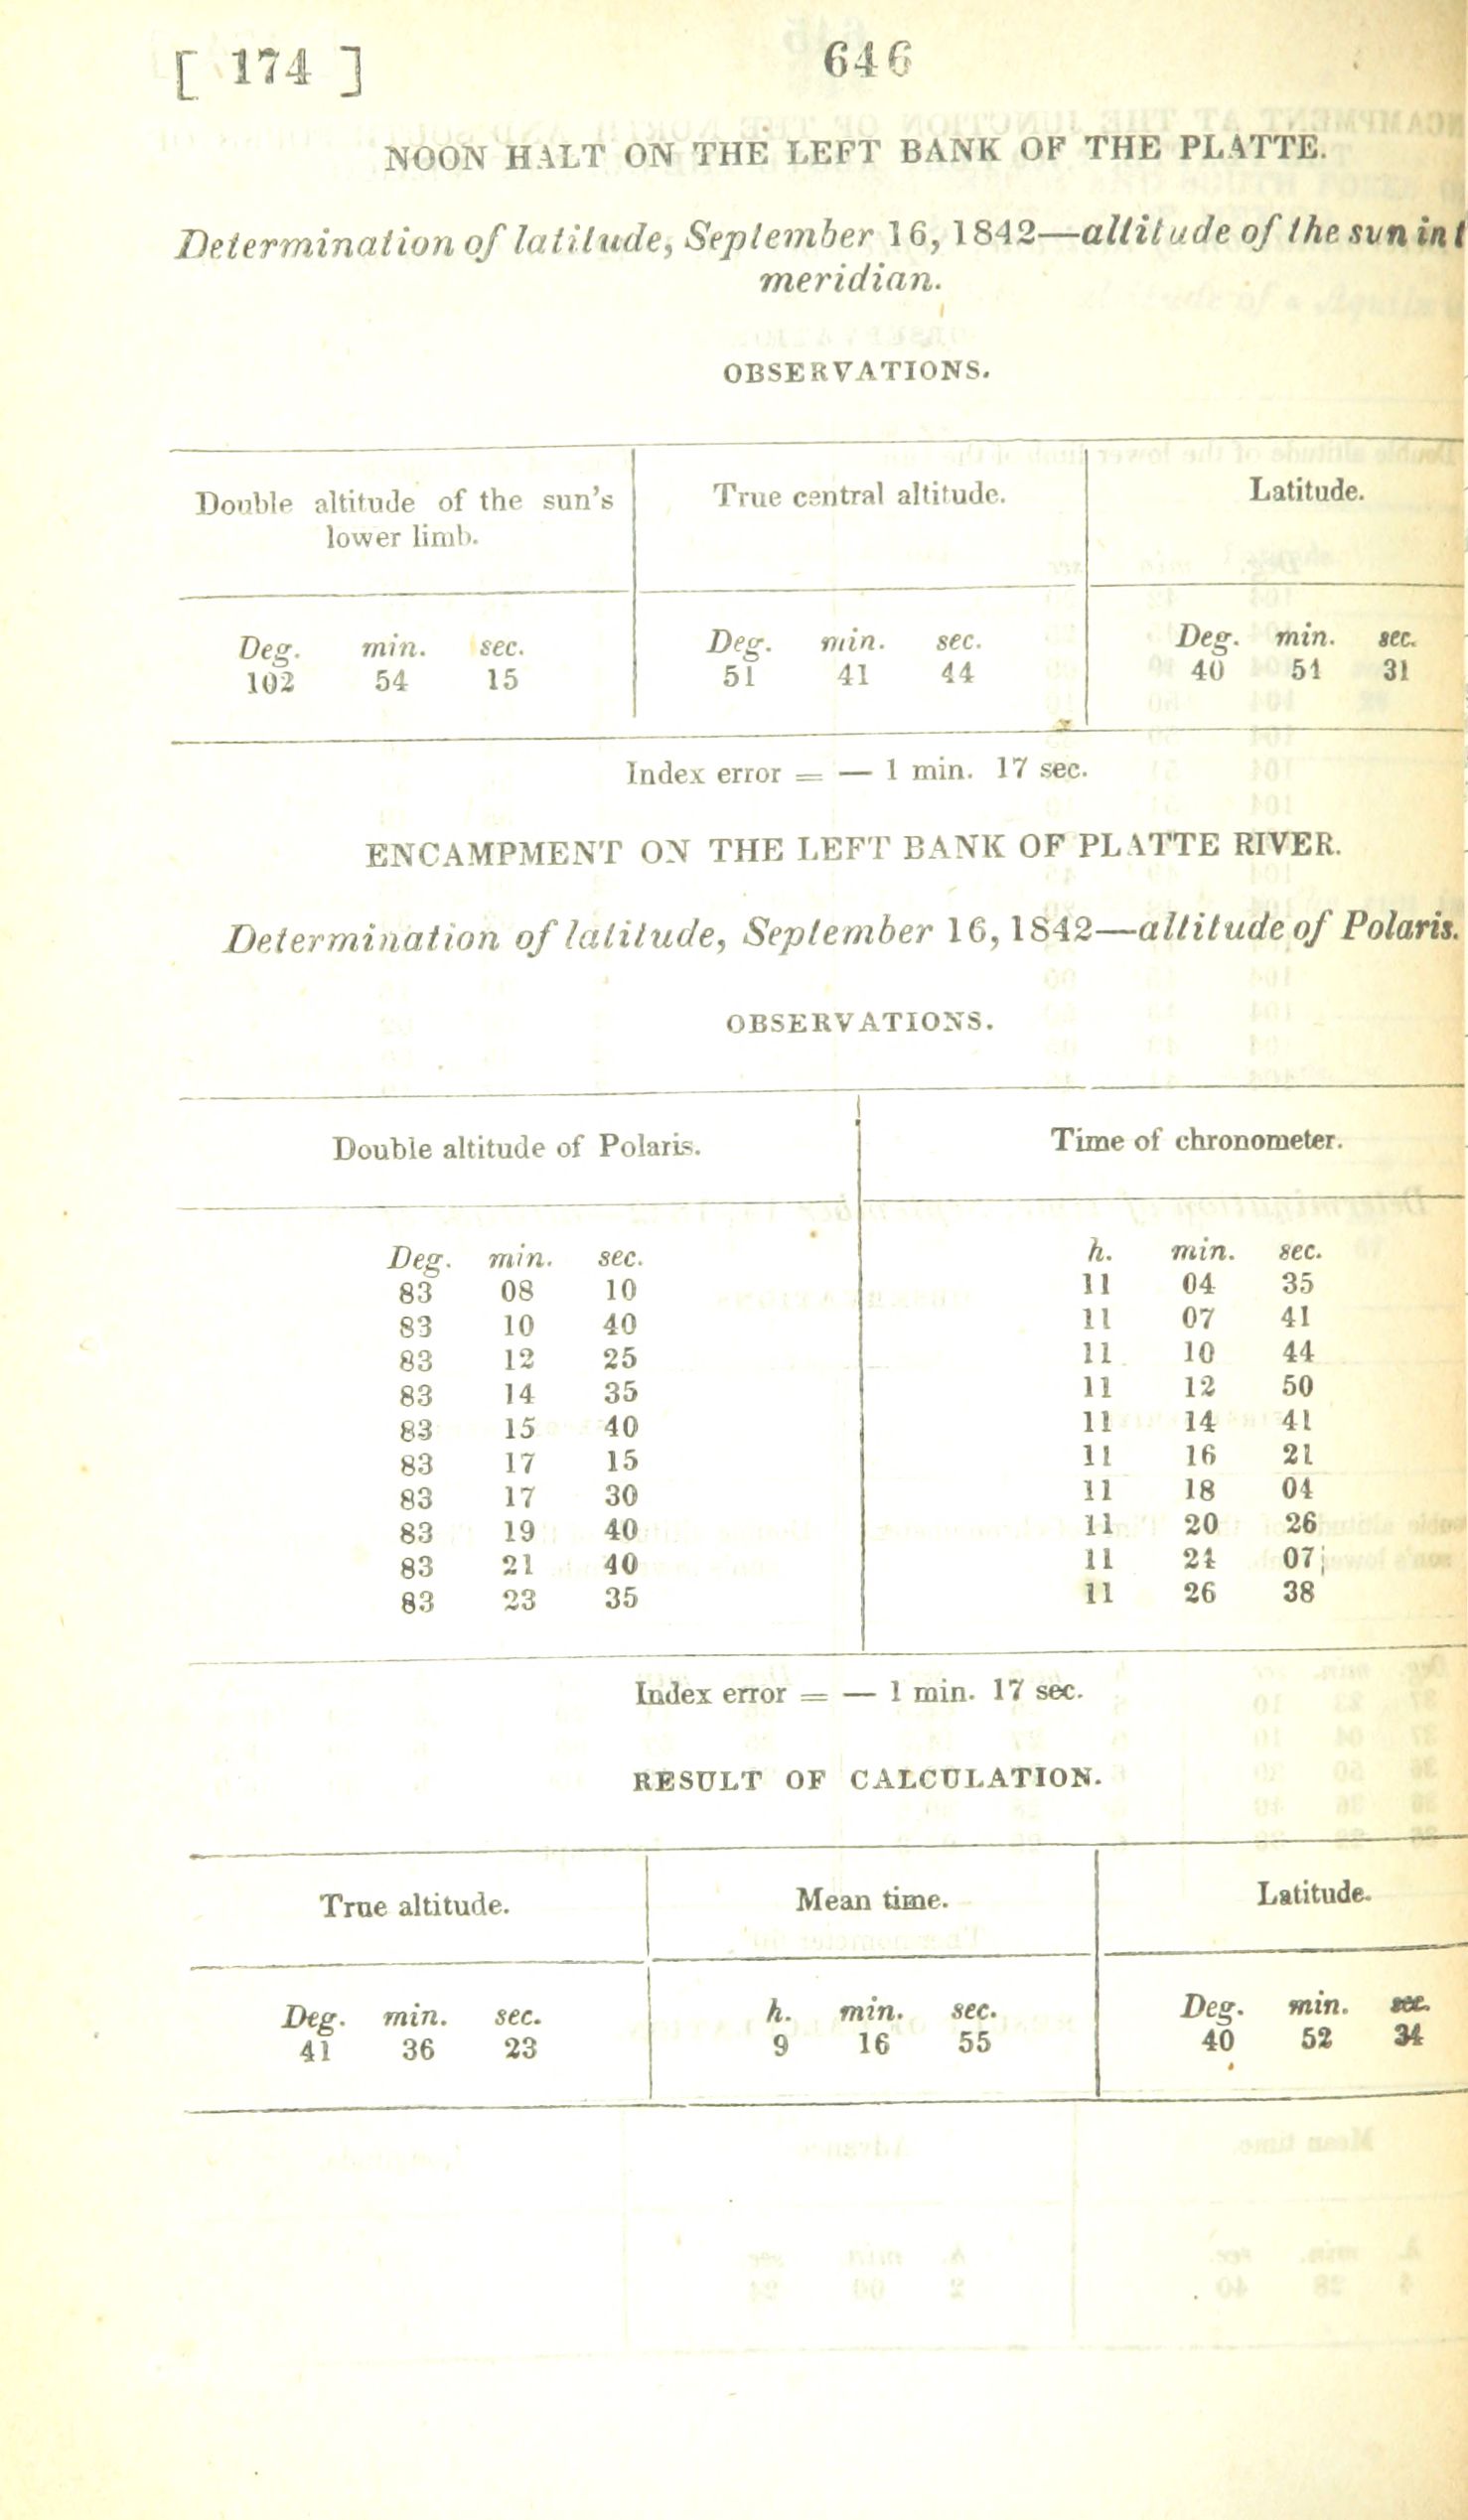 [ 174 ] 646
NOON HALT ON THE LEFT BANK OF THE PLATTE.
Determination of latitude, September 16, 1842—altitude of the sun in t
meridian.
OBSERVATIONS.
Double altitude of the sun's True central altitude. Latitude.
lower limb.
Deg. min. sec. Deg. min. sec. Deg. min. sec.
102 54 15 51 41 44 40 51 31
Index error = — 1 min. 17 sec.
ENCAMPMENT ON THE LEFT BANK OF PLATTE RIVER.
Determination of latitude, September 16, 1842—altitude of Polaris.
OBSERVATIONS.
Double altitude of Polaris. Time of chronometer.
Deg. min. sec. h. min. sec.
83 08 10 11 04 35
83 10 40 11 07 41
83 12 25 11 10 44
83 14 35 11 12 50
83 15 40 11 14 41
83 17 15 11 16 21
83 17 30 11 18 04
83 19 40 11 20 26
83 21 40 11 24 07
83 23 35 11 26 38
Index error = — 1 min. 17 sec.
RESULT OF CALCULATION.
True altitude. Mean time. Latitude.
Deg. min. sec. h. min. sec. Deg. min. sec.
41 36 23 9 16 55 40 52 34